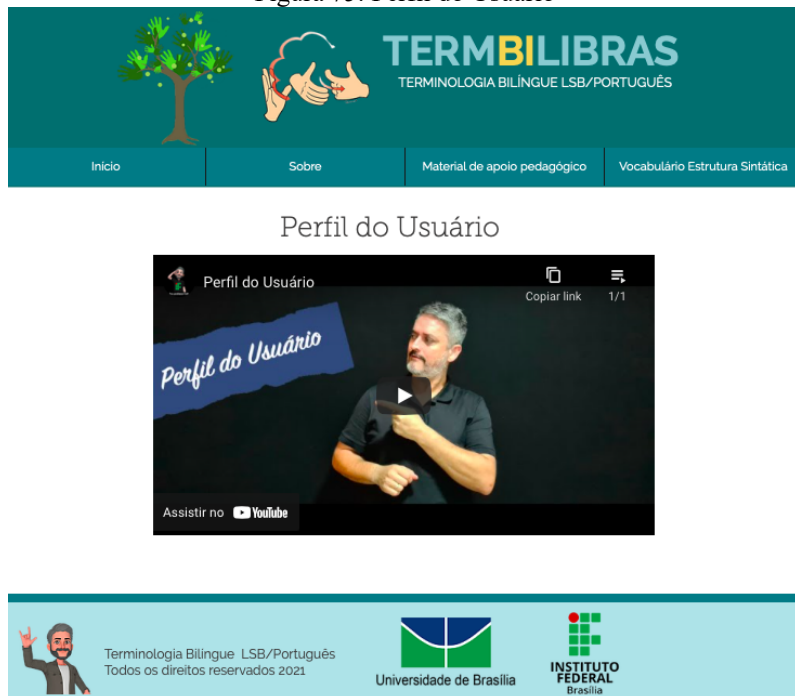 TERMBILIBRAS
TERMINOLOGIA BILÍNGUE LSB/PORTUGUÊS
Início
Sobre
Material de apoio pedagógico
Vocabulário Estrutura Sintática
Perfil do Usuário
Perfil do Usuário
Copiar link
1/1
Perfil do Usuário
Assistir no YouTube
Terminologia Bilíngue LSB/Português
Todos os direitos reservados 2021
Universidade de Brasília
INSTITUTO
FEDERAL
Brasília